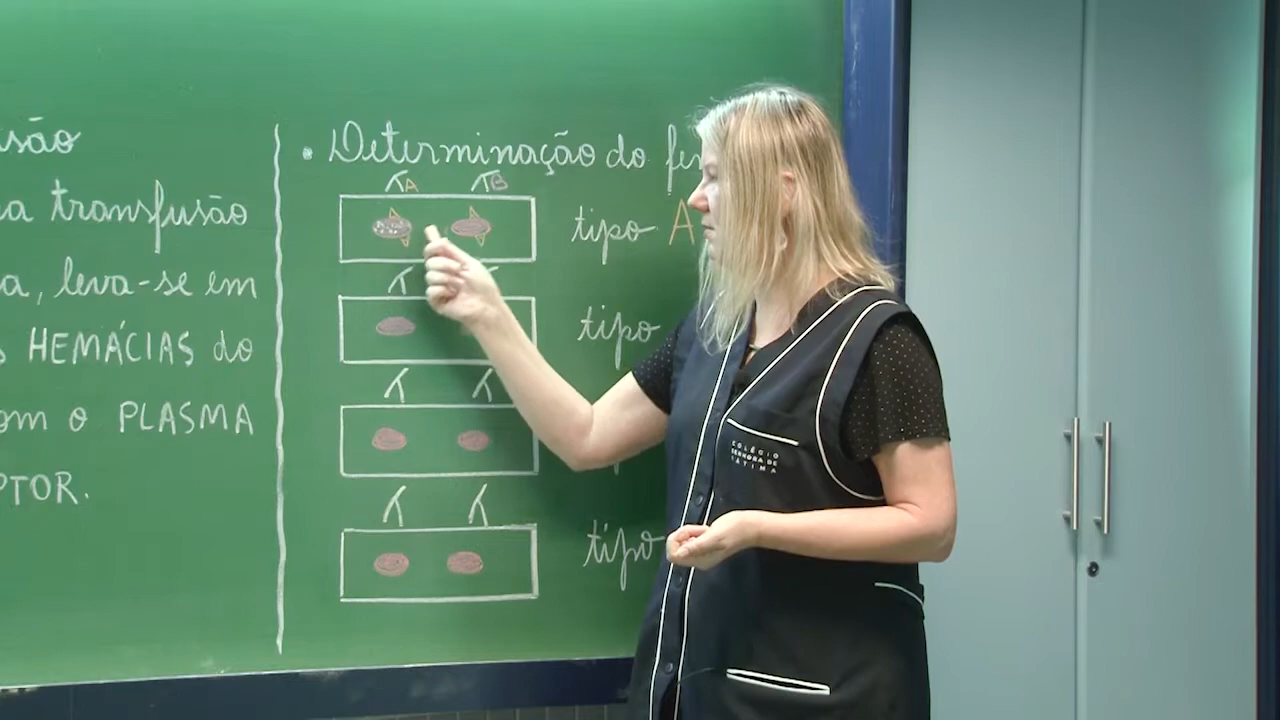 são
a transfusão
a, leva-se em
s HEMÁCIAS do
om o PLASMA
PTOR.
• Determinação do fen
A B
tipo A
tipo
tipo
COLÉGIO
SENHORA DE
FÁTIMA